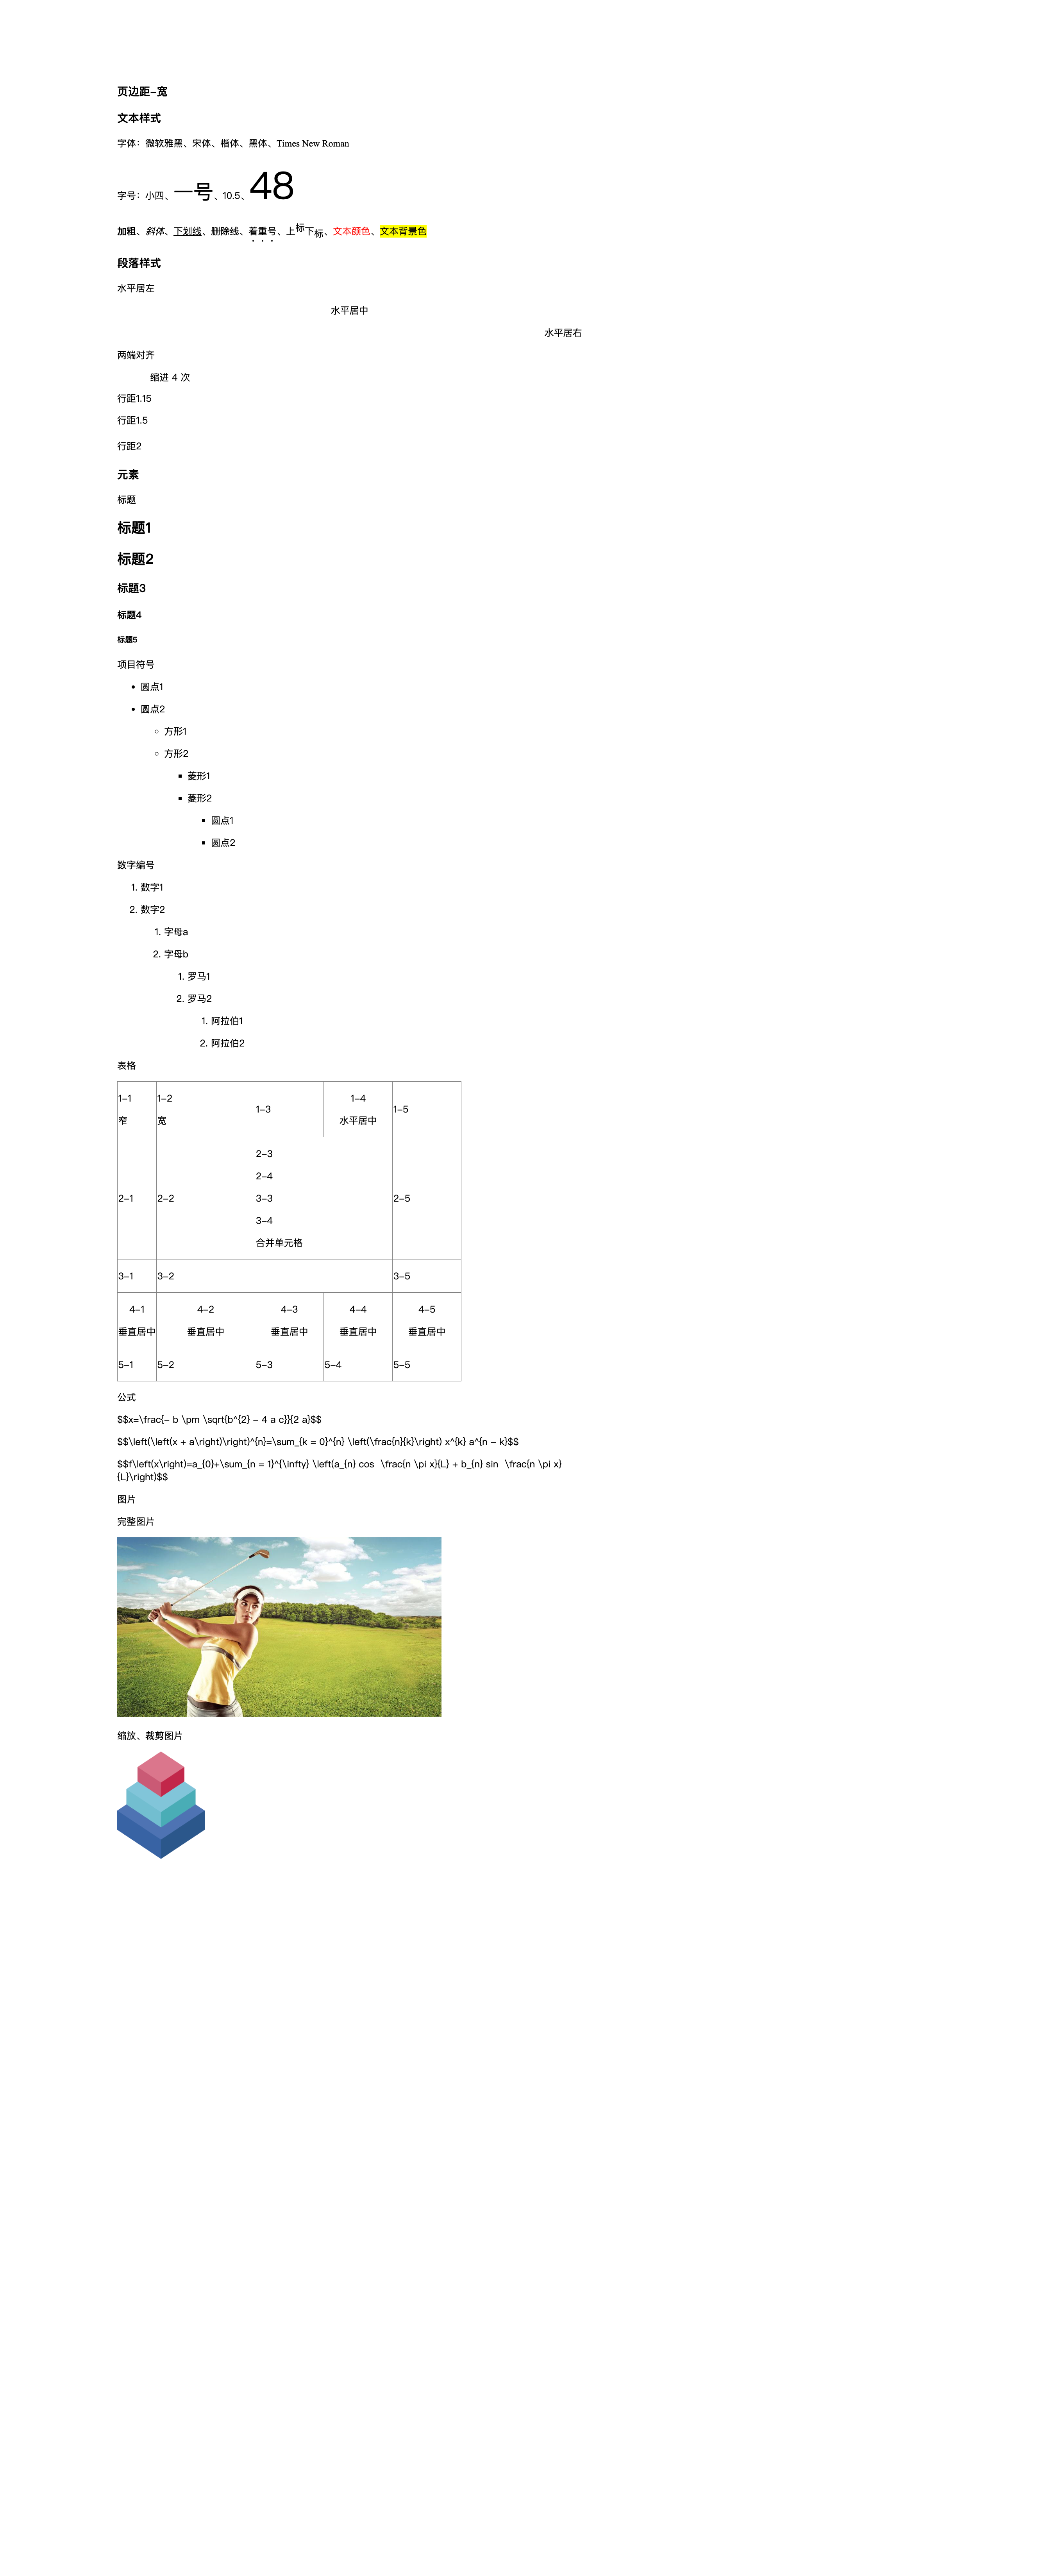 页边距-宽
文本样式
字体：微软雅黑、宋体、楷体、黑体、Times New Roman
字号：小四、一号、10.5、48
加粗、斜体、下划线、删除线、着重号、上标下标、文本颜色、文本背景色
段落样式
水平居左
水平居中
水平居右
两端对齐
缩进 4 次
行距1.15
行距1.5
行距2
元素
标题
标题1
标题2
标题3
标题4
标题5
项目符号
• 圆点1
• 圆点2
◦ 方形1
◦ 方形2
▪ 菱形1
▪ 菱形2
▪ 圆点1
▪ 圆点2
数字编号
1. 数字1
2. 数字2
1. 字母a
2. 字母b
1. 罗马1
2. 罗马2
1. 阿拉伯1
2. 阿拉伯2
表格
1-1
窄
1-2
宽
1-3
1-4
水平居中
1-5
2-1
2-2
2-3
2-4
3-3
3-4
合并单元格
2-5
3-1
3-2
3-5
4-1
垂直居中
4-2
垂直居中
4-3
垂直居中
4-4
垂直居中
4-5
垂直居中
5-1
5-2
5-3
5-4
5-5
公式
$$x=\frac{- b \pm \sqrt{b^{2} - 4 a c}}{2 a}$$
$$\left(\left(x + a\right)\right)^{n}=\sum_{k = 0}^{n} \left(\frac{n}{k}\right) x^{k} a^{n - k}$$
$$f\left(x\right)=a_{0}+\sum_{n = 1}^{\infty} \left(a_{n} cos  \frac{n \pi x}{L} + b_{n} sin  \frac{n \pi x}
{L}\right)$$
图片
完整图片
缩放、裁剪图片